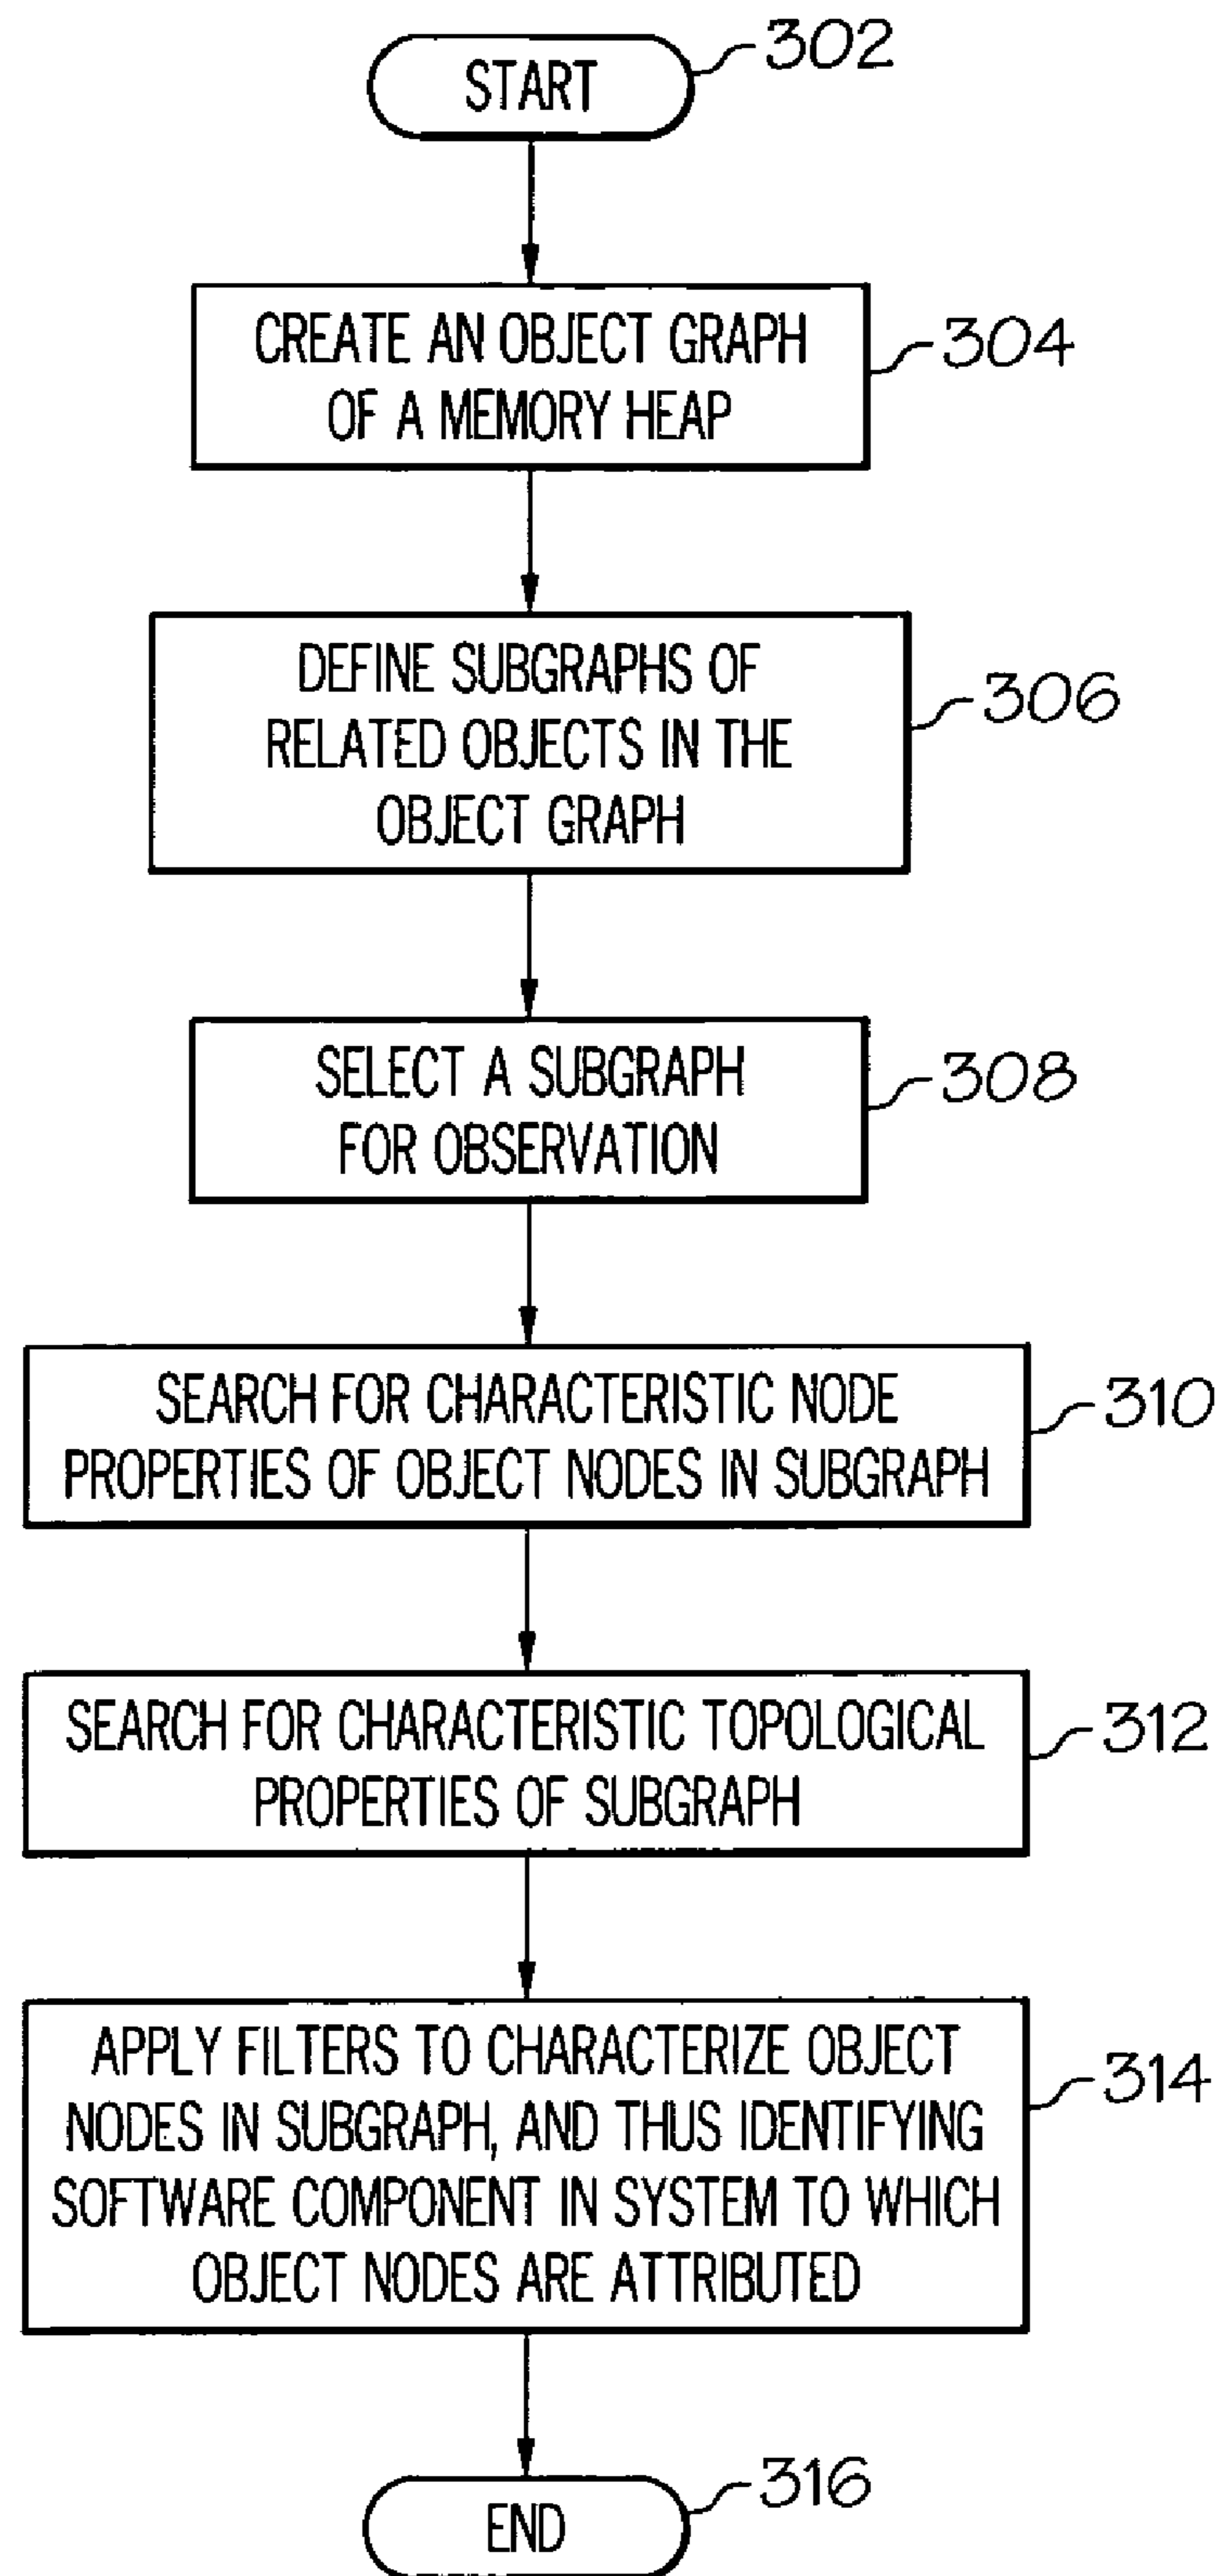 START
302
CREATE AN OBJECT GRAPH
OF A MEMORY HEAP
304
DEFINE SUBGRAPHS OF
RELATED OBJECTS IN THE
OBJECT GRAPH
306
SELECT A SUBGRAPH
FOR OBSERVATION
308
SEARCH FOR CHARACTERISTIC NODE
PROPERTIES OF OBJECT NODES IN SUBGRAPH
310
SEARCH FOR CHARACTERISTIC TOPOLOGICAL
PROPERTIES OF SUBGRAPH
312
APPLY FILTERS TO CHARACTERIZE OBJECT
NODES IN SUBGRAPH, AND THUS IDENTIFYING
SOFTWARE COMPONENT IN SYSTEM TO WHICH
OBJECT NODES ARE ATTRIBUTED
314
END
316